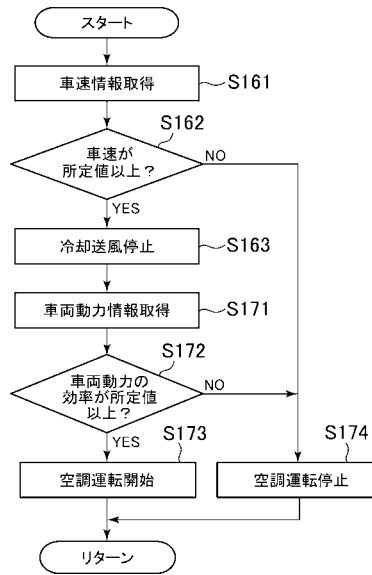 スタート
車速情報取得
S161
S162
車速が
所定値以上?
NO
YES
冷却送風停止
S163
車両動力情報取得
S171
S172
車両動力の
効率が所定値
以上?
NO
YES
S173
空調運転開始
S174
空調運転停止
リターン